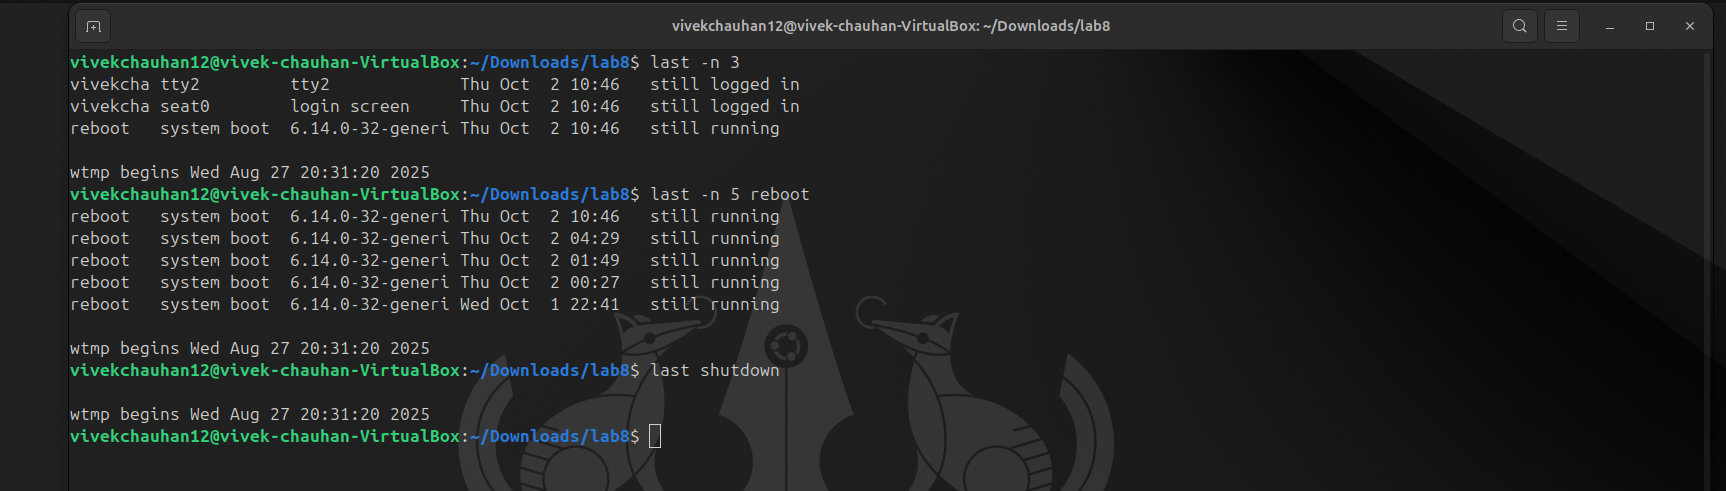 vivekchauhan12@vivek-chauhan-VirtualBox: ~/Downloads/lab8
vivekchauhan12@vivek-chauhan-VirtualBox:~/Downloads/lab8$ last -n 3
vivekcha tty2         tty2             Thu Oct  2 10:46   still logged in
vivekcha seat0        login screen     Thu Oct  2 10:46   still logged in
reboot   system boot  6.14.0-32-generi Thu Oct  2 10:46   still running
wtmp begins Wed Aug 27 20:31:20 2025
vivekchauhan12@vivek-chauhan-VirtualBox:~/Downloads/lab8$ last -n 5 reboot
reboot   system boot  6.14.0-32-generi Thu Oct  2 10:46   still running
reboot   system boot  6.14.0-32-generi Thu Oct  2 04:29   still running
reboot   system boot  6.14.0-32-generi Thu Oct  2 01:49   still running
reboot   system boot  6.14.0-32-generi Thu Oct  2 00:27   still running
reboot   system boot  6.14.0-32-generi Wed Oct  1 22:41   still running
wtmp begins Wed Aug 27 20:31:20 2025
vivekchauhan12@vivek-chauhan-VirtualBox:~/Downloads/lab8$ last shutdown
wtmp begins Wed Aug 27 20:31:20 2025
vivekchauhan12@vivek-chauhan-VirtualBox:~/Downloads/lab8$